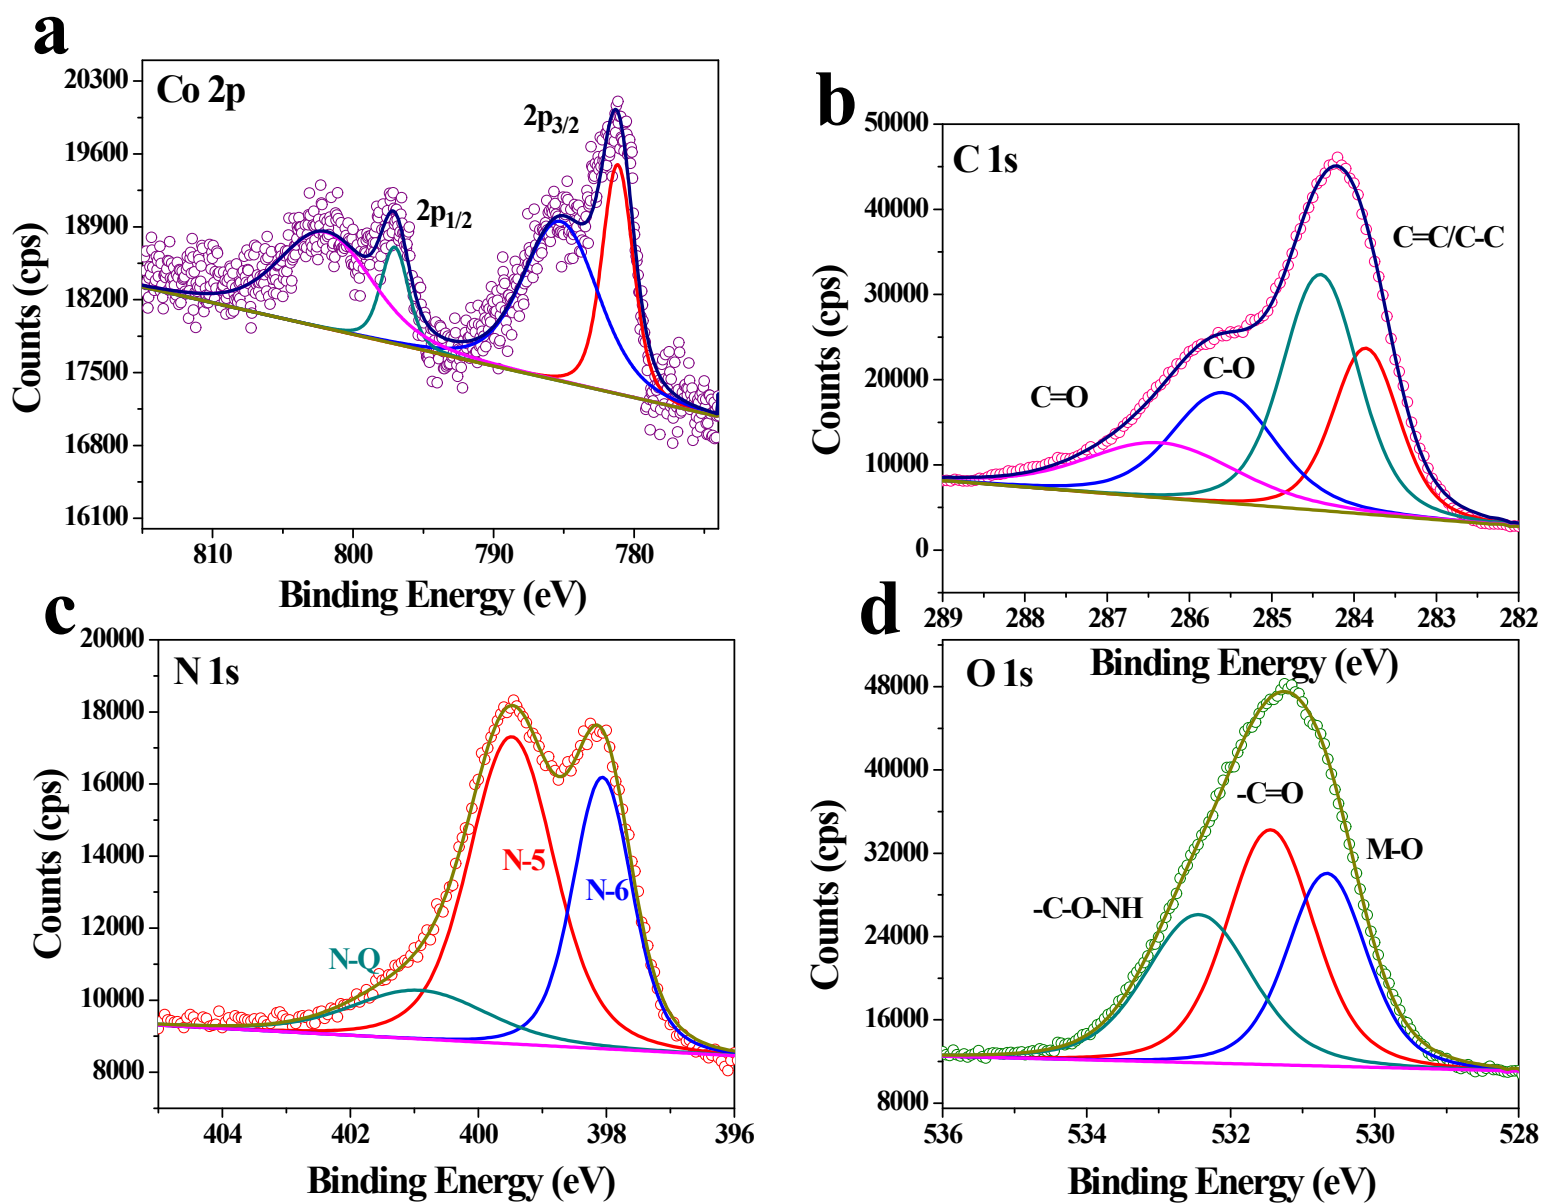 a
Co 2p
2p3/2
2p1/2
20300
19600
18900
18200
17500
16800
16100
Counts (cps)
810 800 790 780
Binding Energy (eV)
b
C 1s
C=C/C-C
C-O
C=O
50000
40000
30000
20000
10000
0
Counts (cps)
289 288 287 286 285 284 283 282
Binding Energy (eV)
c
N 1s
N-5
N-6
N-Q
20000
18000
16000
14000
12000
10000
8000
Counts (cps)
404 402 400 398 396
Binding Energy (eV)
d
O 1s
-C=O
M-O
-C-O-NH
48000
40000
32000
24000
16000
8000
Counts (cps)
536 534 532 530 528
Binding Energy (eV)